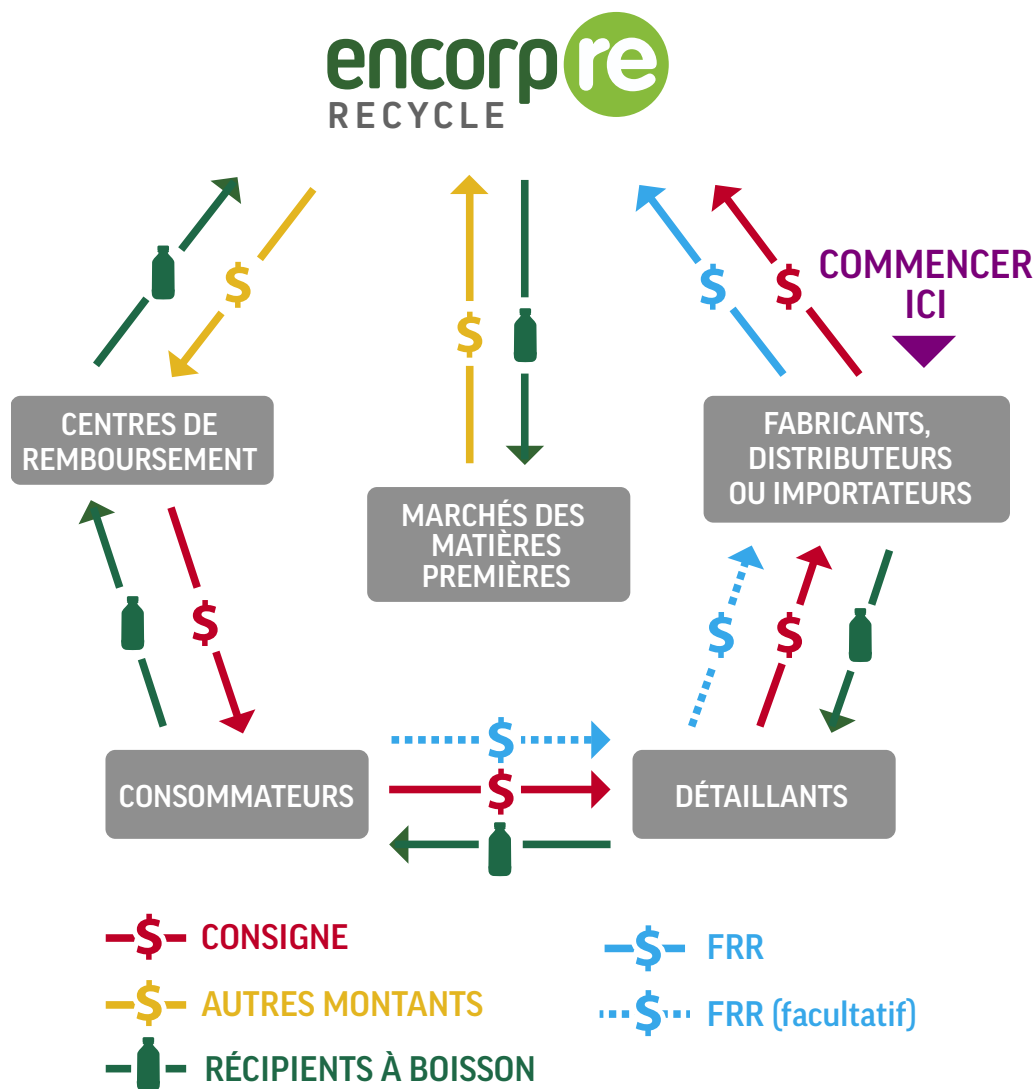 encorp re
RECYCLE
COMMENCER
ICI
$
$
$
$
CENTRES DE
REMBOURSEMENT
FABRICANTS,
DISTRIBUTEURS
OU IMPORTATEURS
MARCHÉS DES
MATIÈRES
PREMIÈRES
$
$
$
CONSOMMATEURS
$
$
DÉTAILLANTS
$ CONSIGNE
$ AUTRES MONTANTS
RÉCIPIENTS À BOISSON
$ FRR
$ FRR (facultatif)